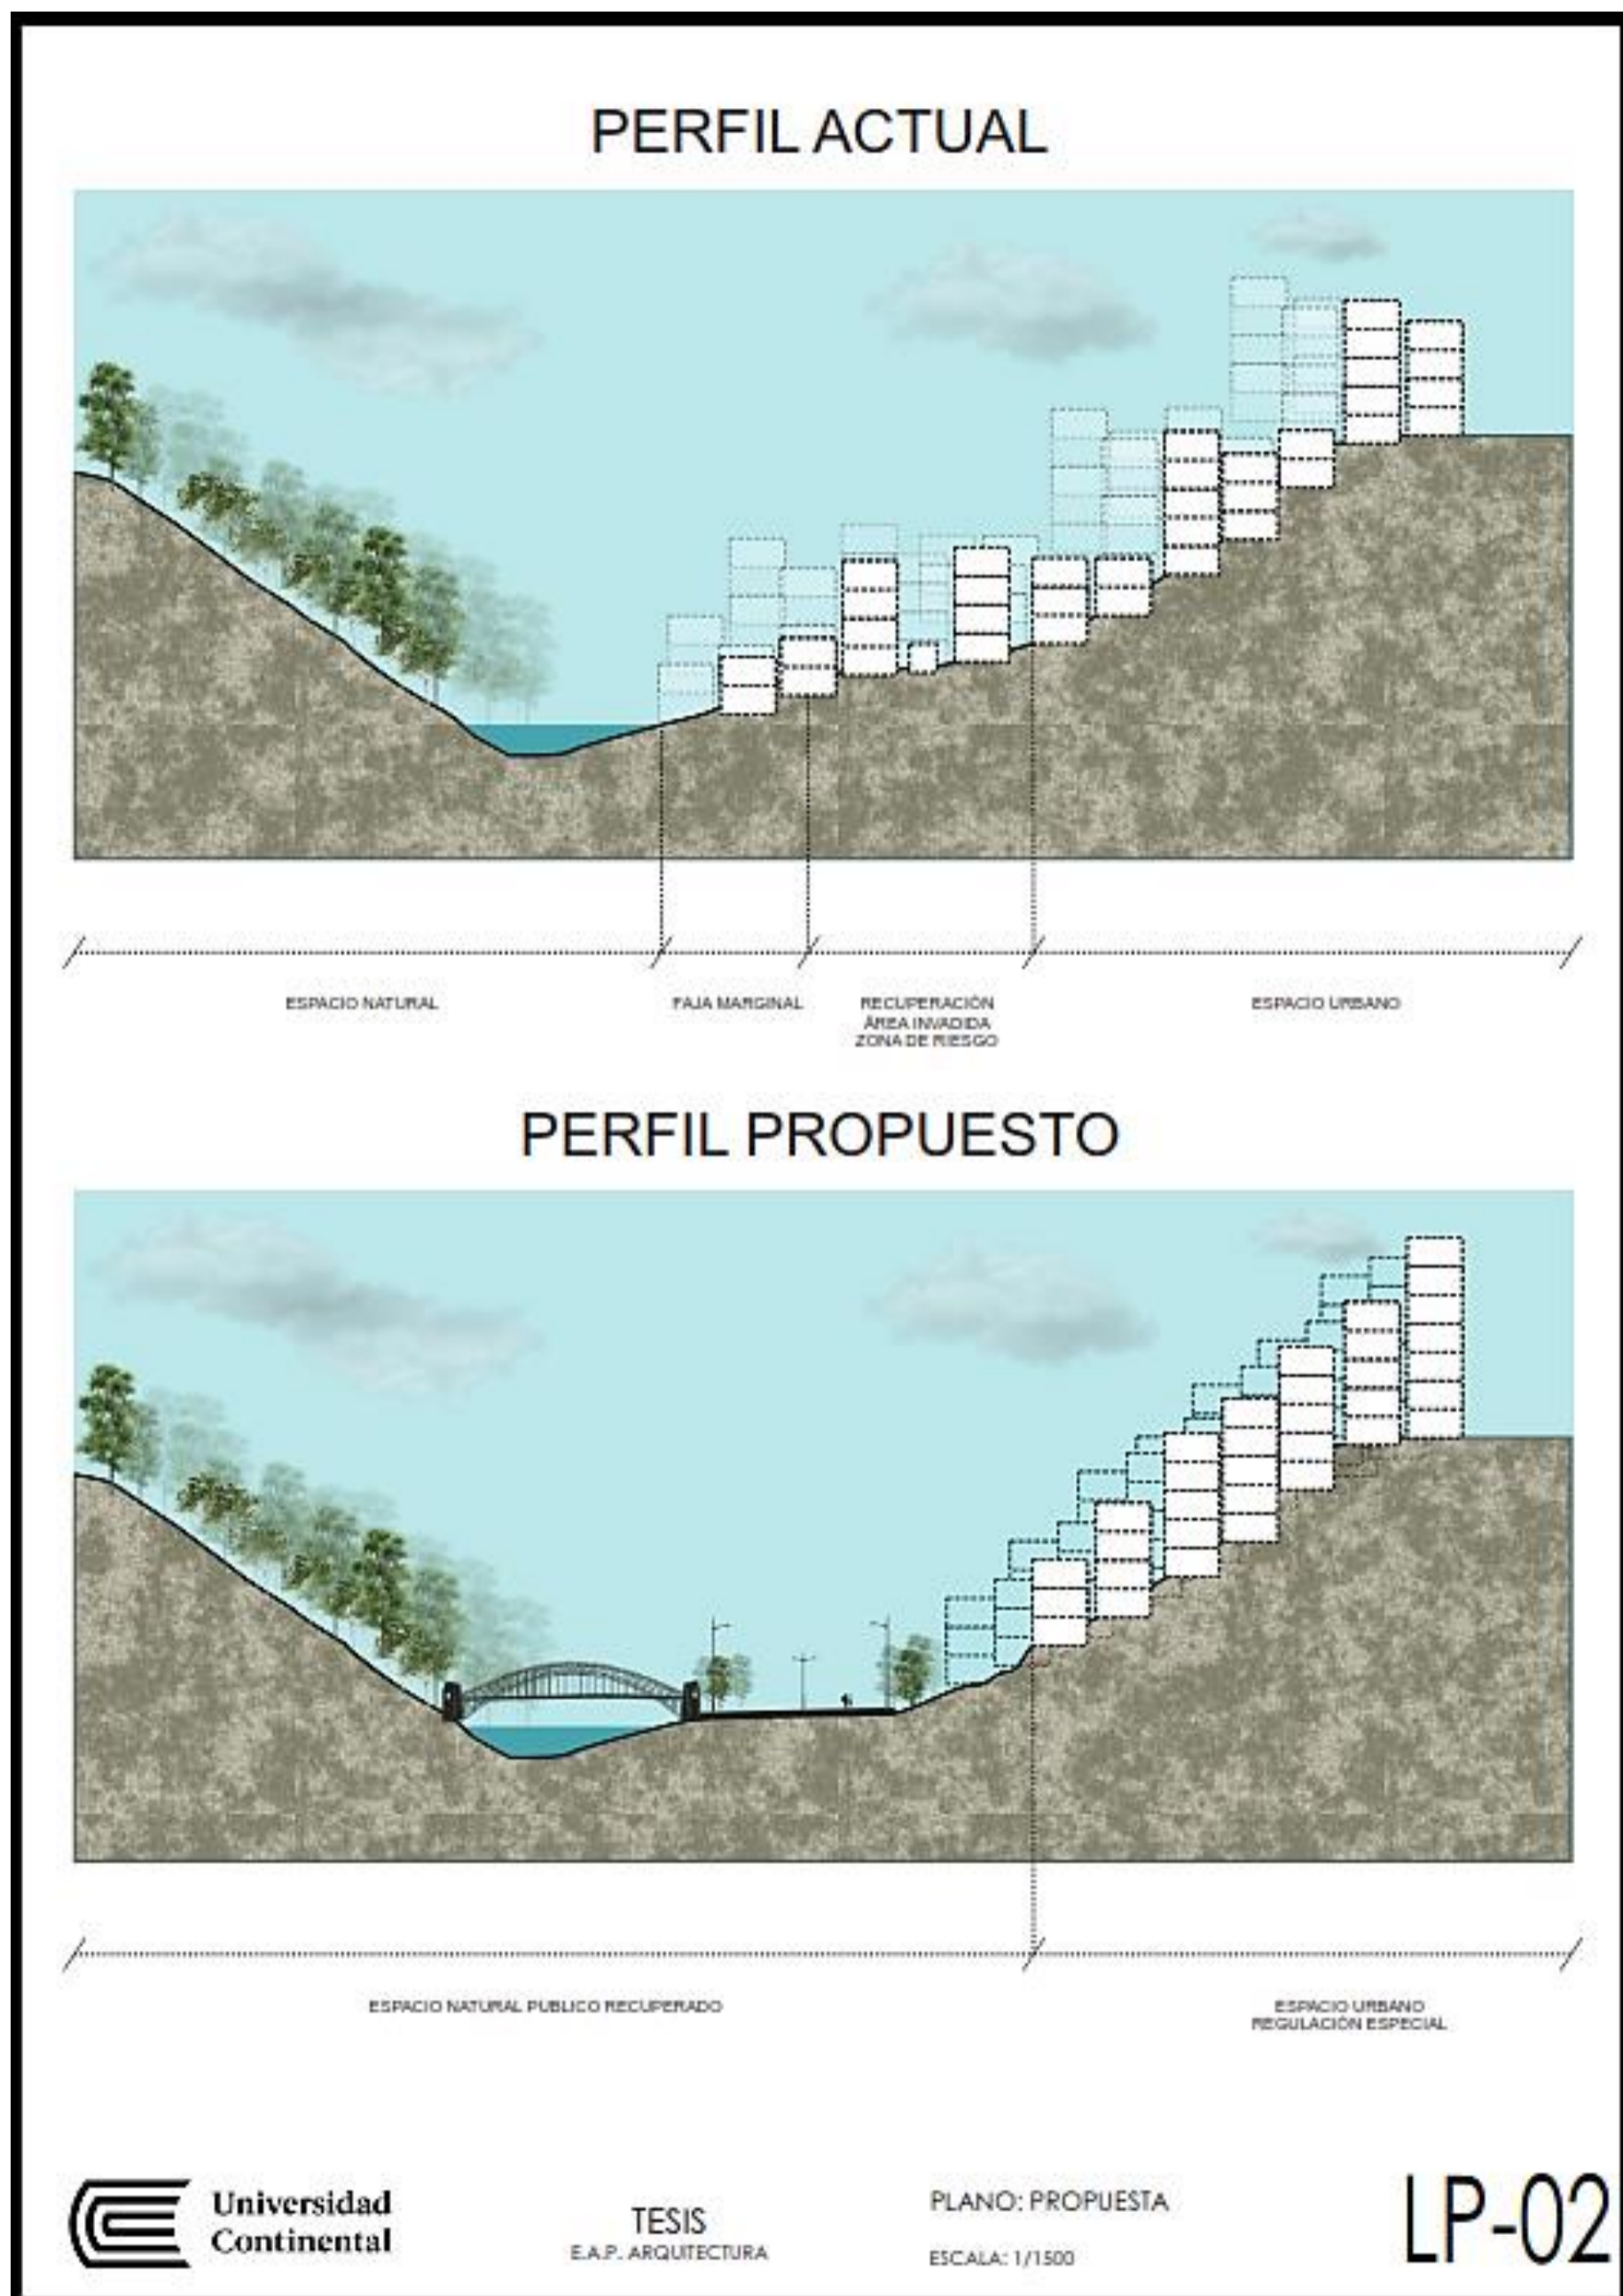 PERFIL ACTUAL
ESPACIO NATURAL
FAJA MARGINAL
RECUPERACIÓN
ÁREA INVADIDA
ZONA DE RIESGO
ESPACIO URBANO
PERFIL PROPUESTO
ESPACIO NATURAL PUBLICO RECUPERADO
ESPACIO URBANO
REGULACIÓN ESPECIAL
Universidad
Continental
TESIS
E.A.P. ARQUITECTURA
PLANO: PROPUESTA
ESCALA: 1/1500
LP-02